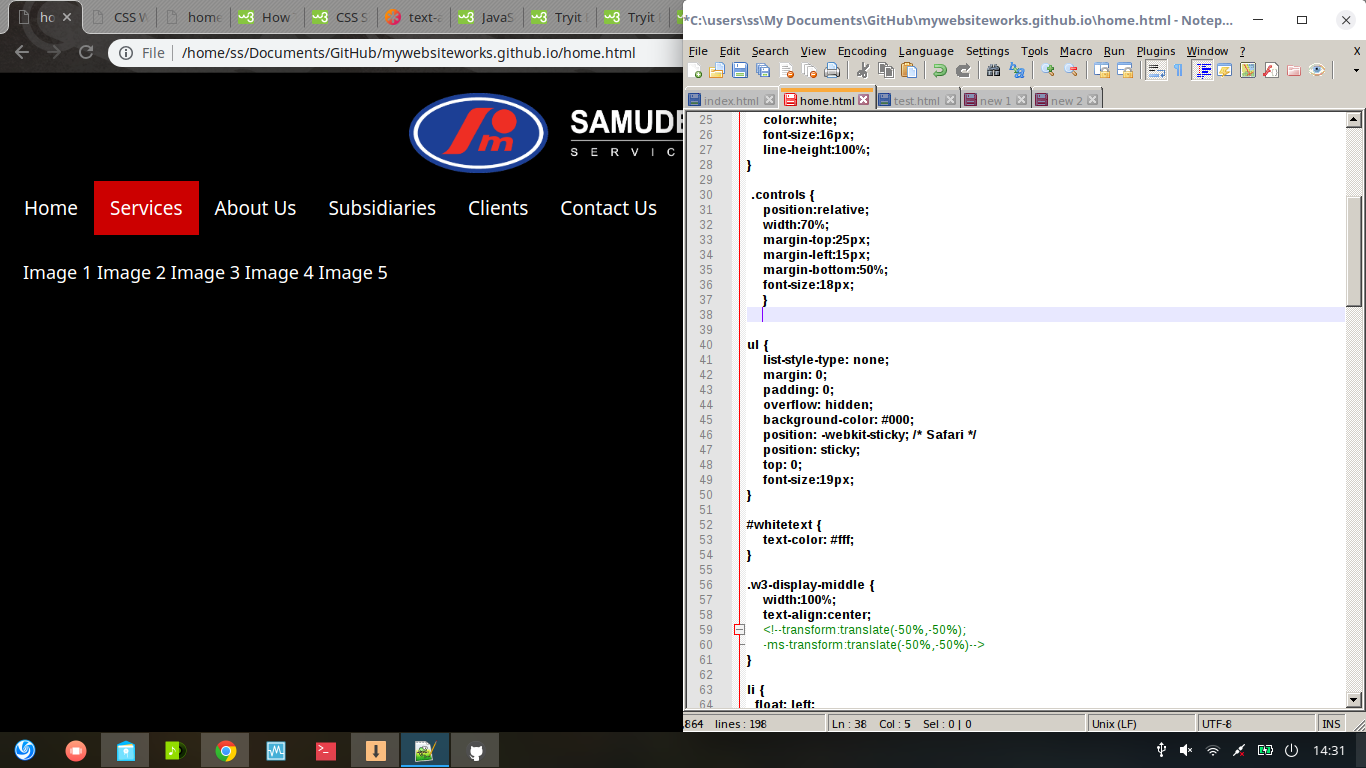 ho
CSS W
home
How
CSS S
text-a
JavaS
Tryit
Tryit
File
/home/ss/Documents/GitHub/mywebsiteworks.github.io/home.html
SAMUDE
SERVIC
Home Services About Us Subsidiaries Clients Contact Us
Image 1 Image 2 Image 3 Image 4 Image 5
*C:\users\ss\My Documents\GitHub\mywebsiteworks.github.io\home.html - Notep...
File Edit Search View Encoding Language Settings Tools Macro Run Plugins Window ? X
index.html home.html test.html new 1 new 2
25 color:white;
26 font-size:16px;
27 line-height:100%;
28 }
29
30 .controls {
31 position:relative;
32 width:70%;
33 margin-top:25px;
34 margin-left:15px;
35 margin-bottom:50%;
36 font-size:18px;
37 }
38
39
40 ul {
41 list-style-type: none;
42 margin: 0;
43 padding: 0;
44 overflow: hidden;
45 background-color: #000;
46 position: -webkit-sticky; /* Safari */
47 position: sticky;
48 top: 0;
49 font-size:19px;
50 }
51
52 #whitetext {
53 text-color: #fff;
54 }
55
56 .w3-display-middle {
57 width:100%;
58 text-align:center;
59 <!--transform:translate(-50%,-50%);
60 -ms-transform:translate(-50%,-50%)-->
61 }
62
63 li {
64 float: left;
864 lines : 198 Ln : 38 Col : 5 Sel : 0 | 0 Unix (LF) UTF-8 INS
14:31